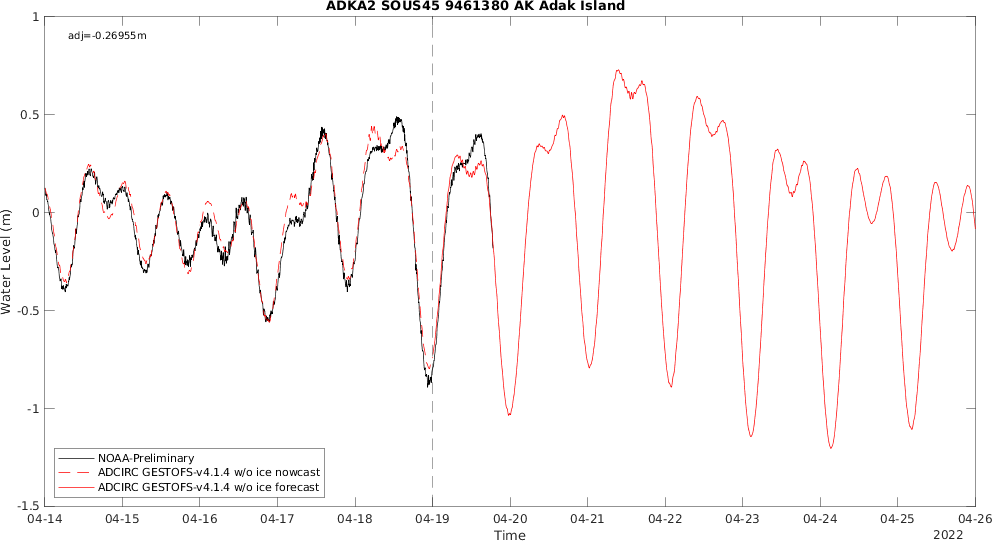 ADKA2 SOUS45 9461380 AK Adak Island
adj=-0.26955m
1
0.5
0
-0.5
-1
-1.5
Water Level (m)
NOAA-Preliminary
ADCIRC GESTOFS-v4.1.4 w/o ice nowcast
ADCIRC GESTOFS-v4.1.4 w/o ice forecast
04-14 04-15 04-16 04-17 04-18 04-19 04-20 04-21 04-22 04-23 04-24 04-25 04-26
Time
2022